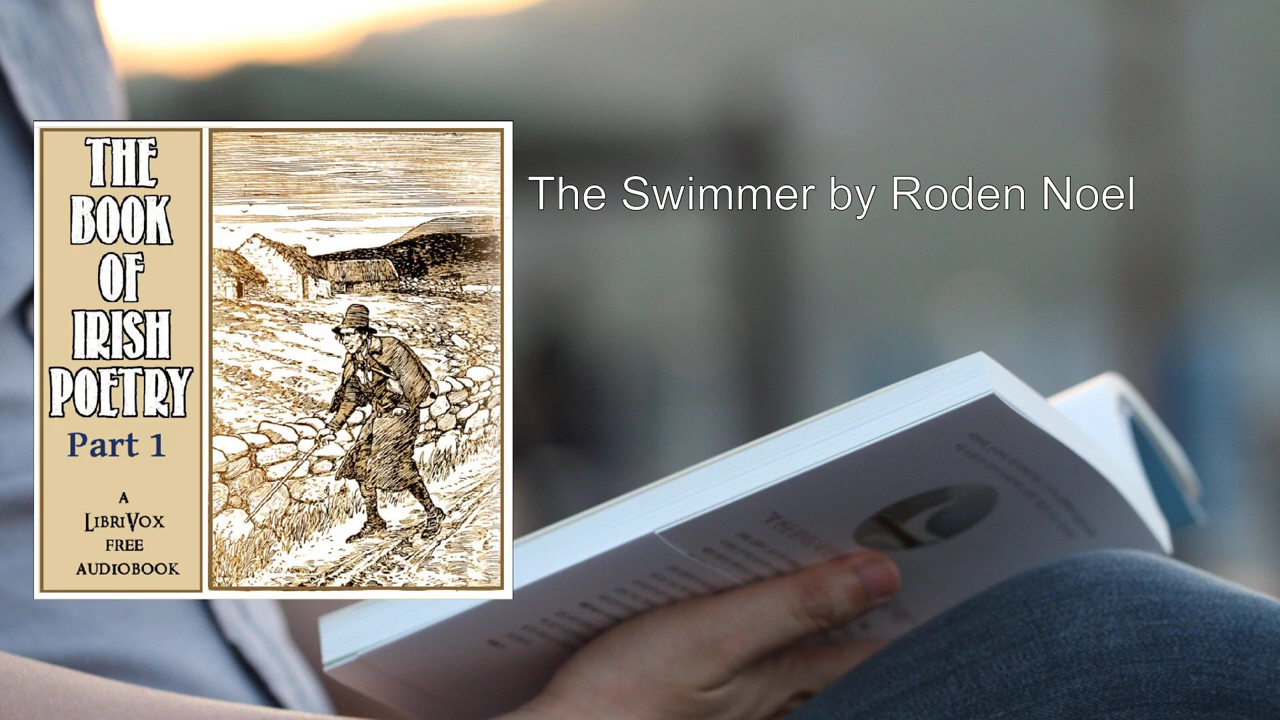 THE
BOOK
OF
IRISH
POETRY
Part 1
A
LIBRIVOX
FREE
AUDIOBOOK
The Swimmer by Roden Noel